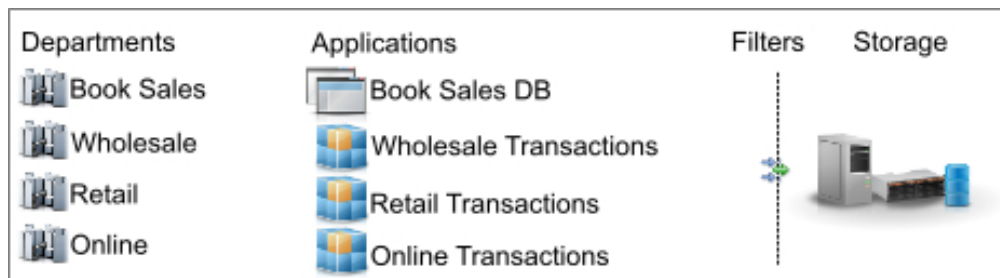 Departments
Applications
Filters
Storage
Book Sales
Book Sales DB
Wholesale
Wholesale Transactions
Retail
Retail Transactions
Online
Online Transactions